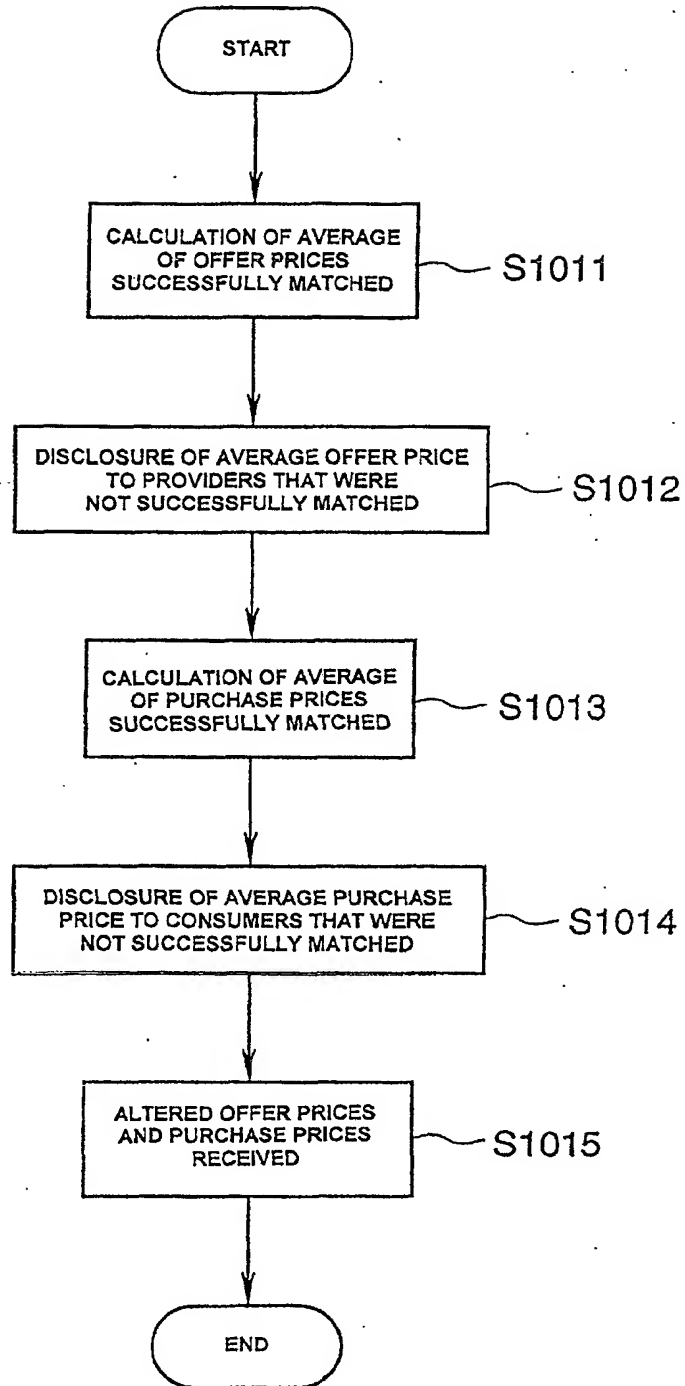 START
CALCULATION OF AVERAGE
OF OFFER PRICES
SUCCESSFULLY MATCHED
S1011
DISCLOSURE OF AVERAGE OFFER PRICE
TO PROVIDERS THAT WERE
NOT SUCCESSFULLY MATCHED
S1012
CALCULATION OF AVERAGE
OF PURCHASE PRICES
SUCCESSFULLY MATCHED
S1013
DISCLOSURE OF AVERAGE PURCHASE
PRICE TO CONSUMERS THAT WERE
NOT SUCCESSFULLY MATCHED
S1014
ALTERED OFFER PRICES
AND PURCHASE PRICES
RECEIVED
S1015
END